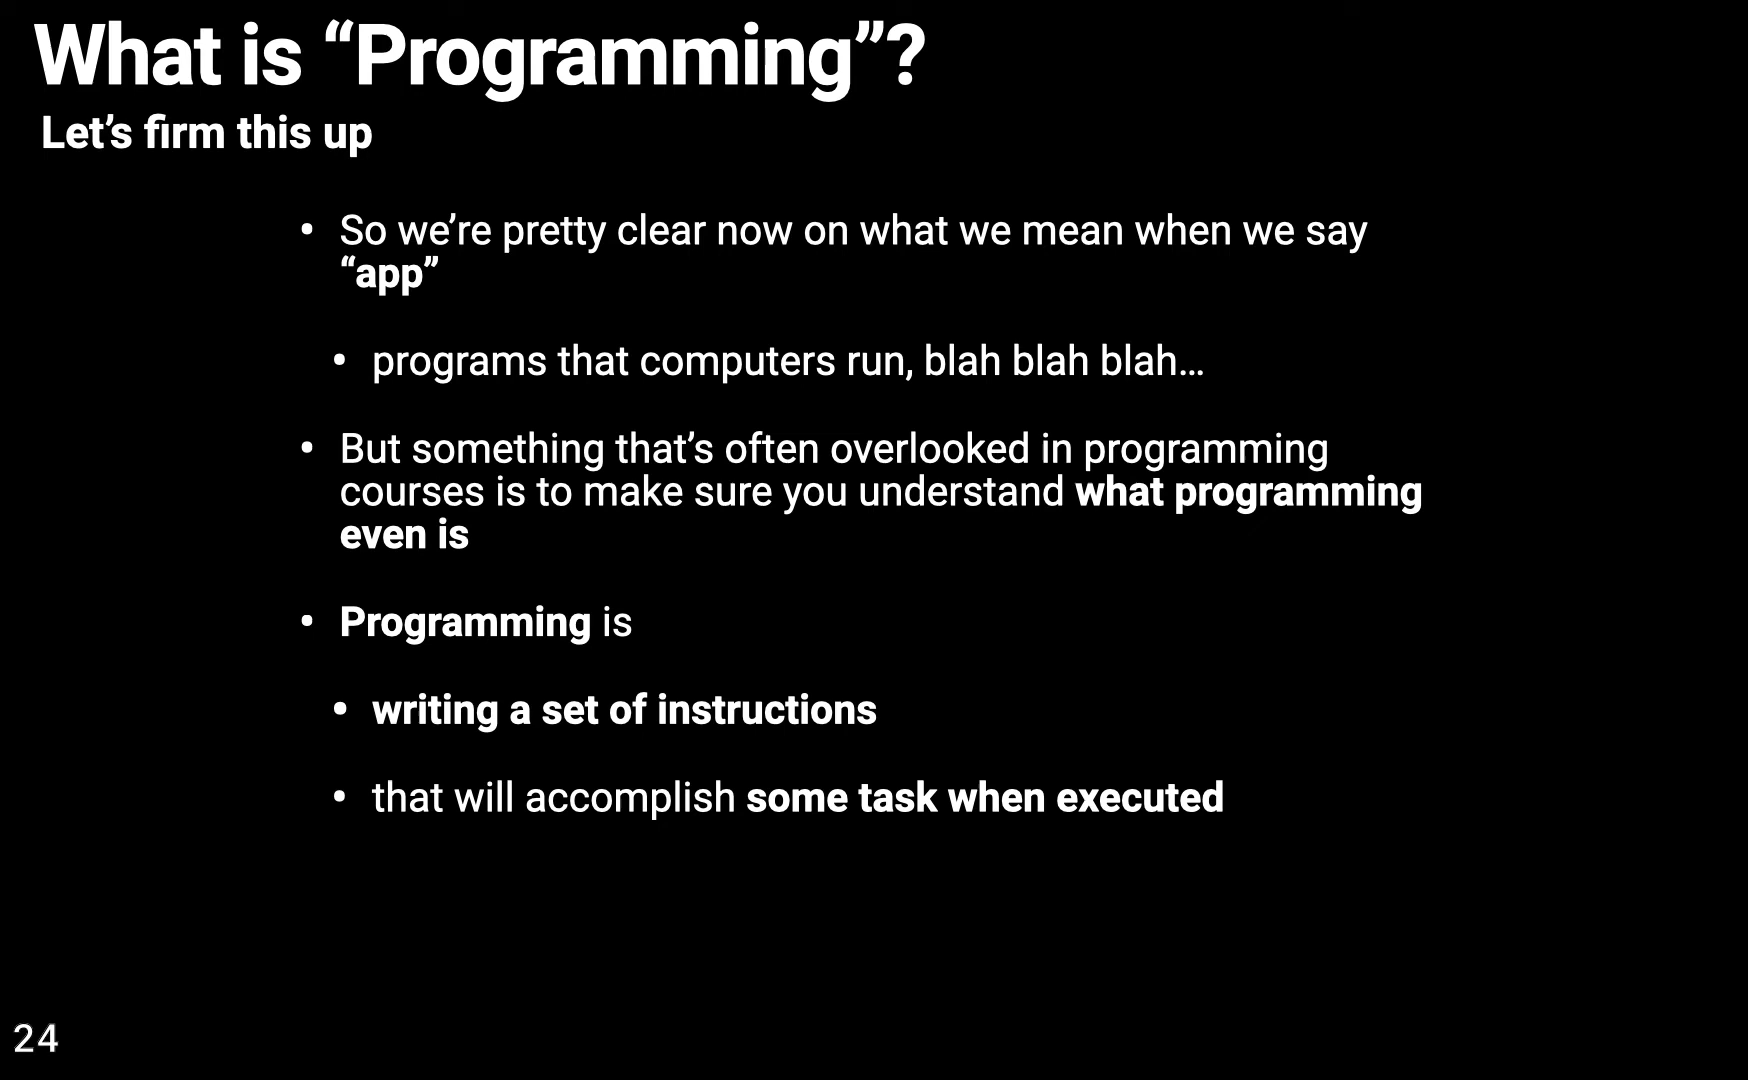 What is “Programming”?
Let’s firm this up
• So we’re pretty clear now on what we mean when we say
“app”
• programs that computers run, blah blah blah…
• But something that’s often overlooked in programming
courses is to make sure you understand what programming
even is
• Programming is
• writing a set of instructions
• that will accomplish some task when executed
24